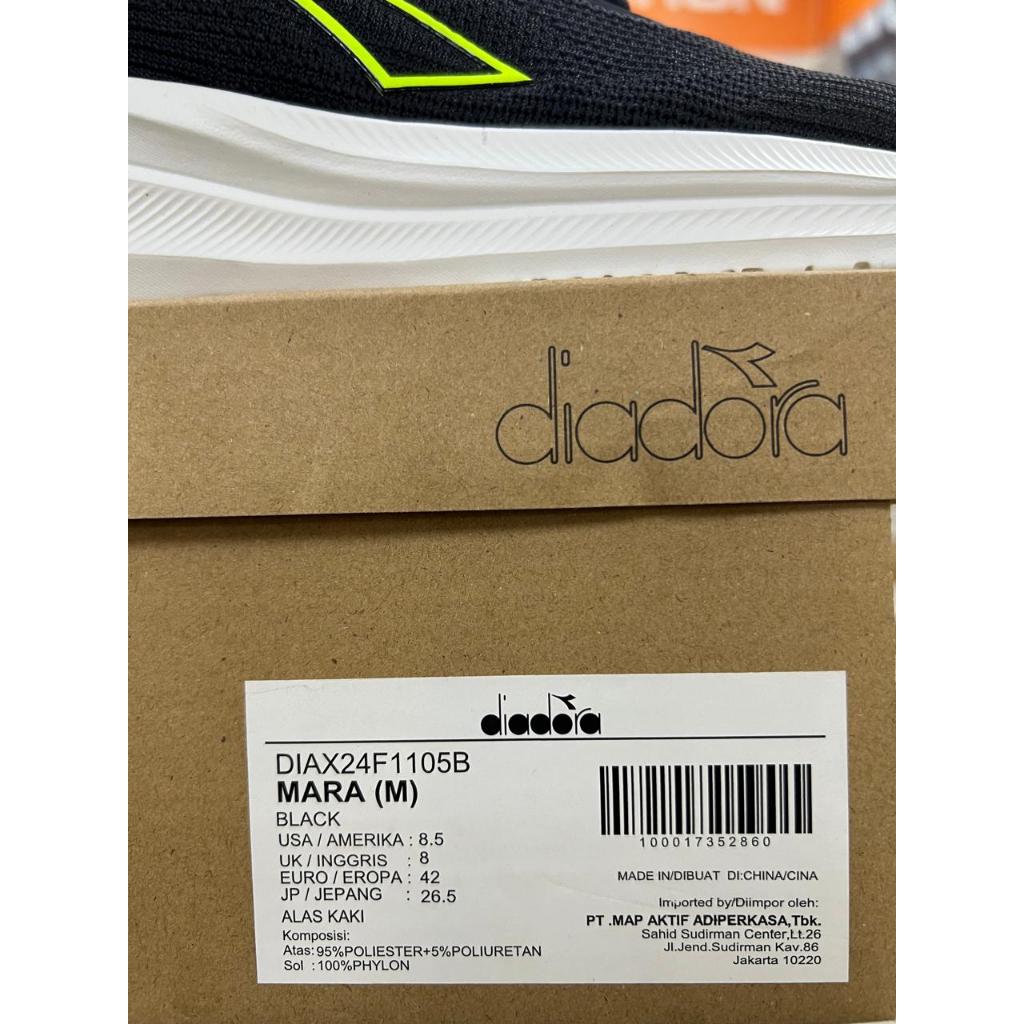 diadora
diadora
DIAX24F1105B
MARA (M)
BLACK
USA / AMERIKA : 8.5
UK / INGGRIS : 8
EURO / EROPA : 42
JP / JEPANG : 26.5
ALAS KAKI
Komposisi:
Atas: 95%POLIESTER+5%POLIURETAN
Sol : 100%PHYLON
100017352860
MADE IN/DIBUAT DI:CHINA/CINA
Imported by/Diimpor oleh:
PT .MAP AKTIF ADIPERKASA,Tbk.
Sahid Sudirman Center,Lt.26
Jl.Jend.Sudirman Kav.86
Jakarta 10220